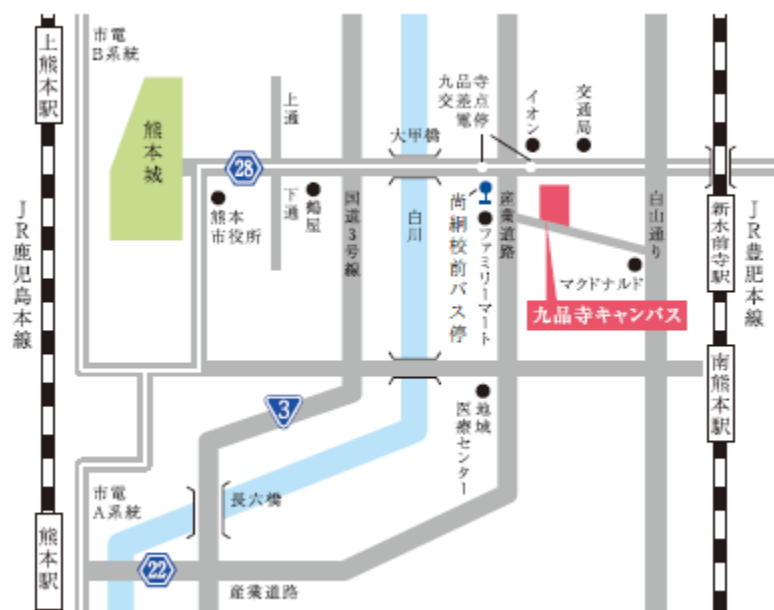 上熊本駅
市電
B系統
熊本城
上通
下通
28
熊本
市役所
鶴屋
国道3号線
大甲橋
白川
九品寺
交差点
電停
イオン
交通局
尚絅校前バス停
ファミリーマート
産業道路
白山通り
マクドナルド
九品寺キャンパス
新水前寺駅
JR豊肥本線
JR鹿児島本線
南熊本駅
3
地域
医療センター
市電
A系統
長六橋
熊本駅
22
産業道路